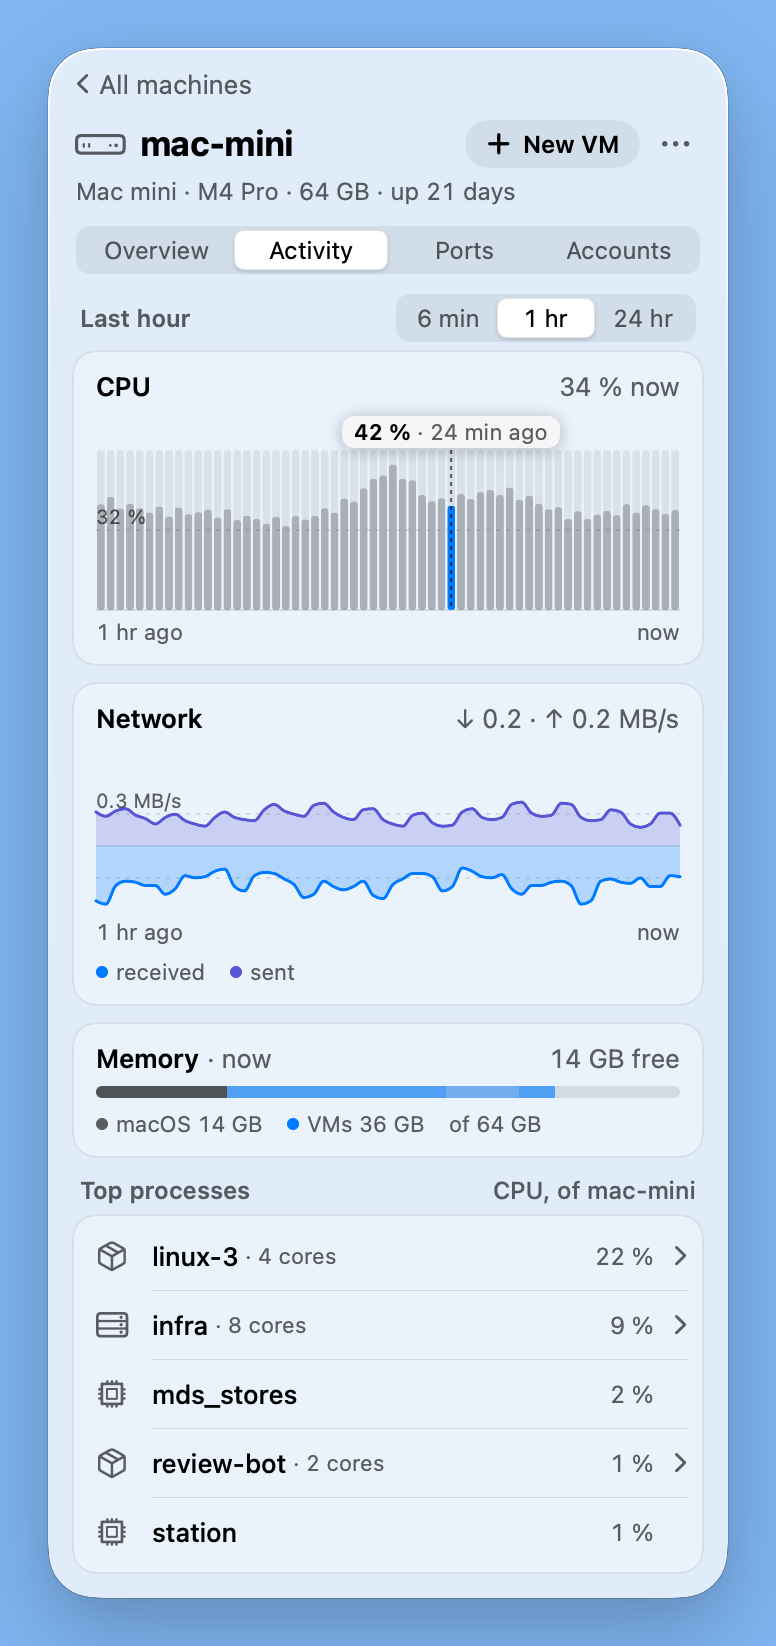 All machines
mac-mini
New VM
Mac mini · M4 Pro · 64 GB · up 21 days
Overview Activity Ports Accounts
Last hour 6 min 1 hr 24 hr
CPU 34 % now
42 % · 24 min ago
32 %
1 hr ago now
Network ↓ 0.2 · ↑ 0.2 MB/s
0.3 MB/s
1 hr ago now
received sent
Memory · now 14 GB free
macOS 14 GB VMs 36 GB of 64 GB
Top processes CPU, of mac-mini
linux-3 · 4 cores 22 %
infra · 8 cores 9 %
mds_stores 2 %
review-bot · 2 cores 1 %
station 1 %